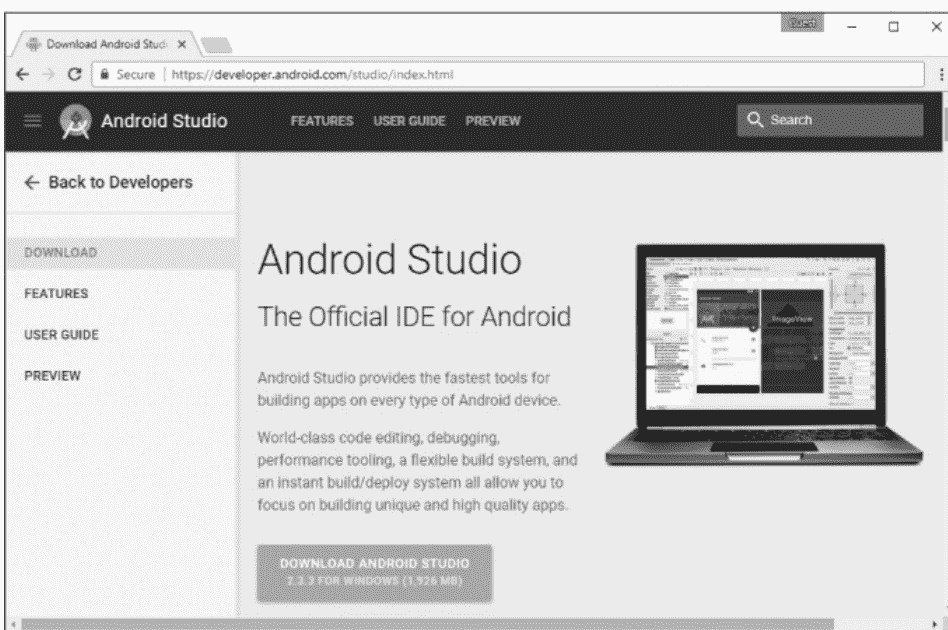 Guest
Download Android Studi
Secure | https://developer.android.com/studio/index.html
Android Studio
FEATURES USER GUIDE PREVIEW
Search
Back to Developers
DOWNLOAD
FEATURES
USER GUIDE
PREVIEW
Android Studio
The Official IDE for Android
Android Studio provides the fastest tools for
building apps on every type of Android device.
World-class code editing, debugging,
performance tooling, a flexible build system, and
an instant build/deploy system all allow you to
focus on building unique and high quality apps.
DOWNLOAD ANDROID STUDIO
2.3.3 FOR WINDOWS (1,926 MB)
ImageView